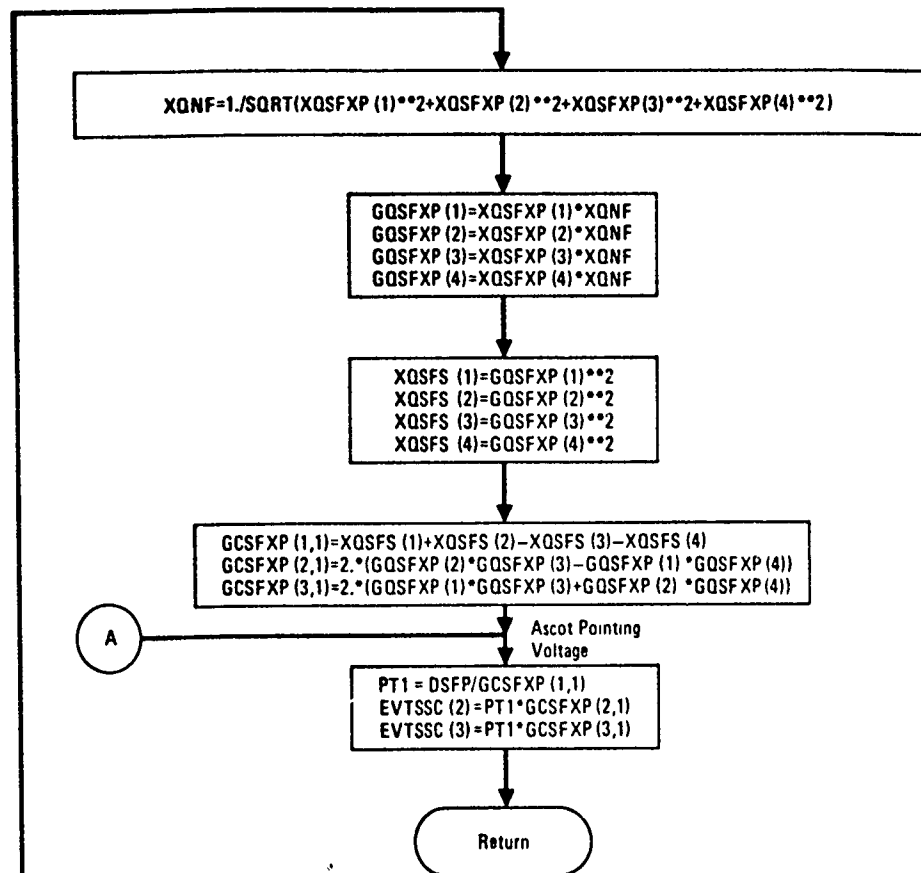 XQNF=1./SQRT(XQSFXP (1)**2+XQSFXP (2)**2+XQSFXP(3)**2+XQSFXP(4)**2)
GQSFXP (1)=XQSFXP (1)*XQNF
GQSFXP (2)=XQSFXP (2)*XQNF
GQSFXP (3)=XQSFXP (3)*XQNF
GQSFXP (4)=XQSFXP (4)*XQNF
XQSFS (1)=GQSFXP (1)**2
XQSFS (2)=GQSFXP (2)**2
XQSFS (3)=GQSFXP (3)**2
XQSFS (4)=GQSFXP (4)**2
GCSFXP (1,1)=XQSFS (1)+XQSFS (2)–XQSFS (3)–XQSFS (4)
GCSFXP (2,1)=2.*(GQSFXP (2)*GQSFXP (3)–GQSFXP (1) *GQSFXP(4))
GCSFXP (3,1)=2.*(GQSFXP (1)*GQSFXP (3)+GQSFXP (2) *GQSFXP(4))
A
Ascot Pointing
Voltage
PT1 = DSFP/GCSFXP (1,1)
EVTSSC (2)=PT1*GCSFXP (2,1)
EVTSSC (3)=PT1*GCSFXP (3,1)
Return